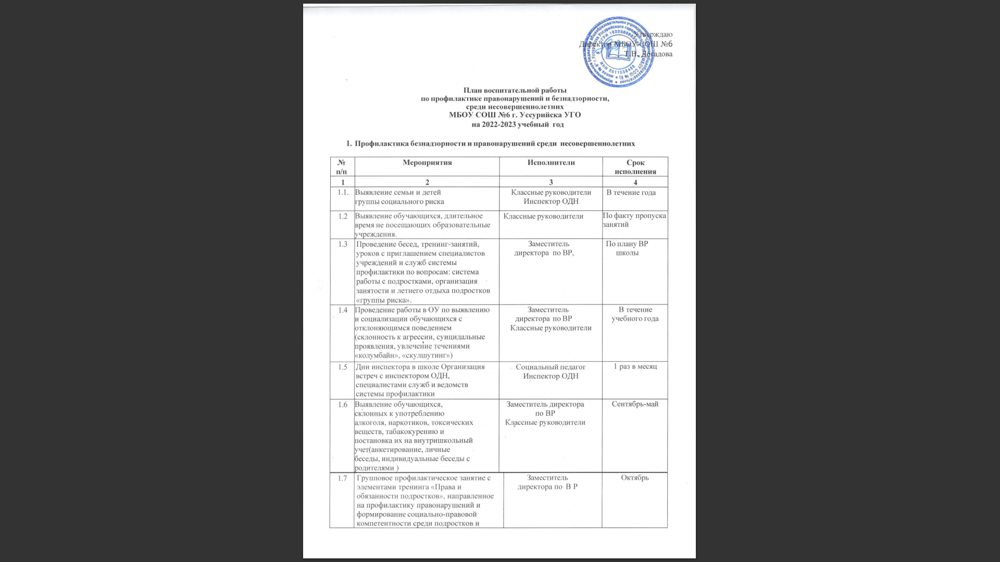 Утверждаю
Директор МБОУ СОШ №6
Т.В. Догадова
План воспитательной работы
по профилактике правонарушений и безнадзорности,
среди несовершеннолетних
МБОУ СОШ №6 г. Уссурийска УГО
на 2022-2023 учебный год
1. Профилактика безнадзорности и правонарушений среди несовершеннолетних
№
п/п
Мероприятия
Исполнители
Срок
исполнения
1
2
3
4
1.1.
Выявление семьи и детей
группы социального риска
Классные руководители
Инспектор ОДН
В течение года
1.2
Выявление обучающихся, длительное
время не посещающих образовательные
учреждения.
Классные руководители
По факту пропуска
занятий
1.3
Проведение бесед, тренинг-занятий,
уроков с приглашением специалистов
учреждений и служб системы
профилактики по вопросам: система
работы с подростками, организация
занятости и летнего отдыха подростков
«группы риска».
Заместитель
директора по ВР,
По плану ВР
школы
1.4
Проведение работы в ОУ по выявлению
и социализации обучающихся с
отклоняющимся поведением
(склонность к агрессии, суицидальные
проявления, увлечение течениями
«колумбайн», «скулшутинг»)
Заместитель
директора по ВР
Классные руководители
В течение
учебного года
1.5
Дни инспектора в школе Организация
встреч с инспектором ОДН,
специалистами служб и ведомств
системы профилактики
Социальный педагог
Инспектор ОДН
1 раз в месяц
1.6
Выявление обучающихся,
склонных к употреблению
алкоголя, наркотиков, токсических
веществ, табакокурению и
постановка их на внутришкольный
учет(анкетирование, личные
беседы, индивидуальные беседы с
родителями )
Заместитель директора
по ВР
Классные руководители
Сентябрь-май
1.7
Групповое профилактическое занятие с
элементами тренинга «Права и
обязанности подростков», направленное
на профилактику правонарушений и
формирование социально-правовой
компетентности среди подростков и
Заместитель
директора по В Р
Октябрь